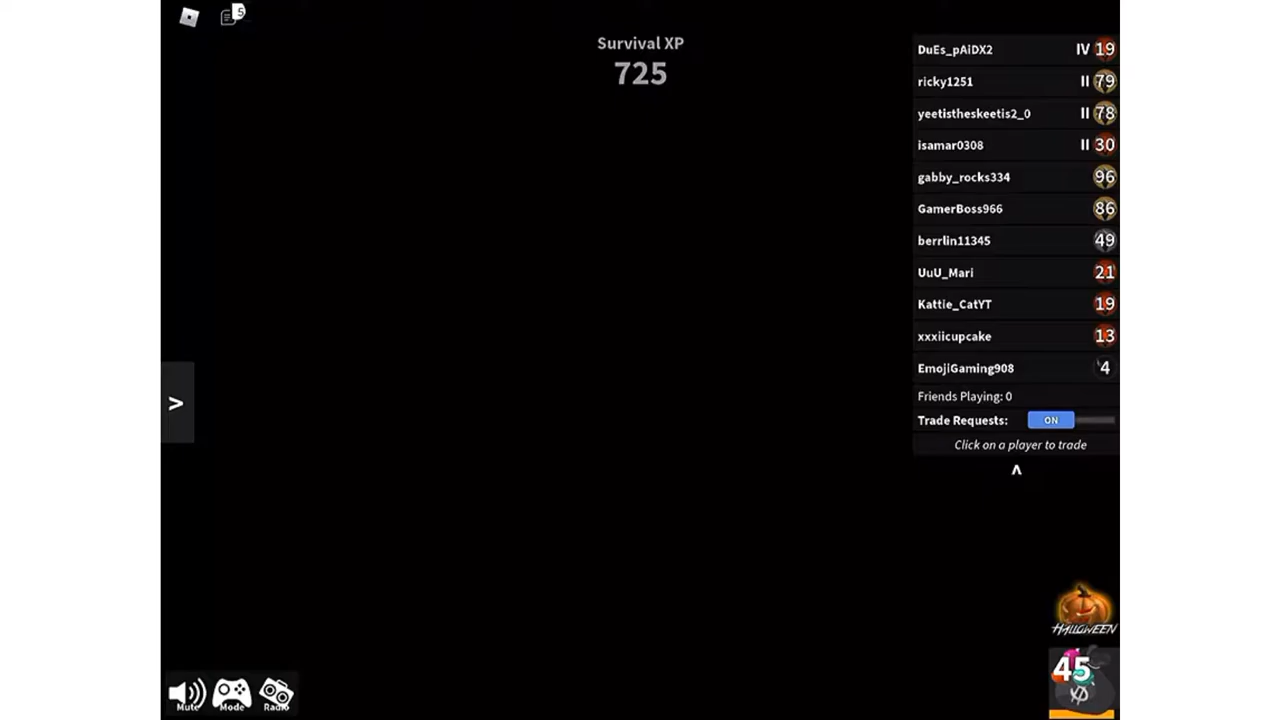 5
Survival XP
725
DuEs_pAiDX2 IV 19
ricky1251 II 79
yeetistheskeetis2_0 II 78
isamar0308 II 30
gabby_rocks334 96
GamerBoss966 86
berrlin11345 49
UuU_Mari 21
Kattie_CatYT 19
xxxiicupcake 13
EmojiGaming908 4
Friends Playing: 0
Trade Requests: ON
Click on a player to trade
HALLOWEEN
45
Mute Mode Radio